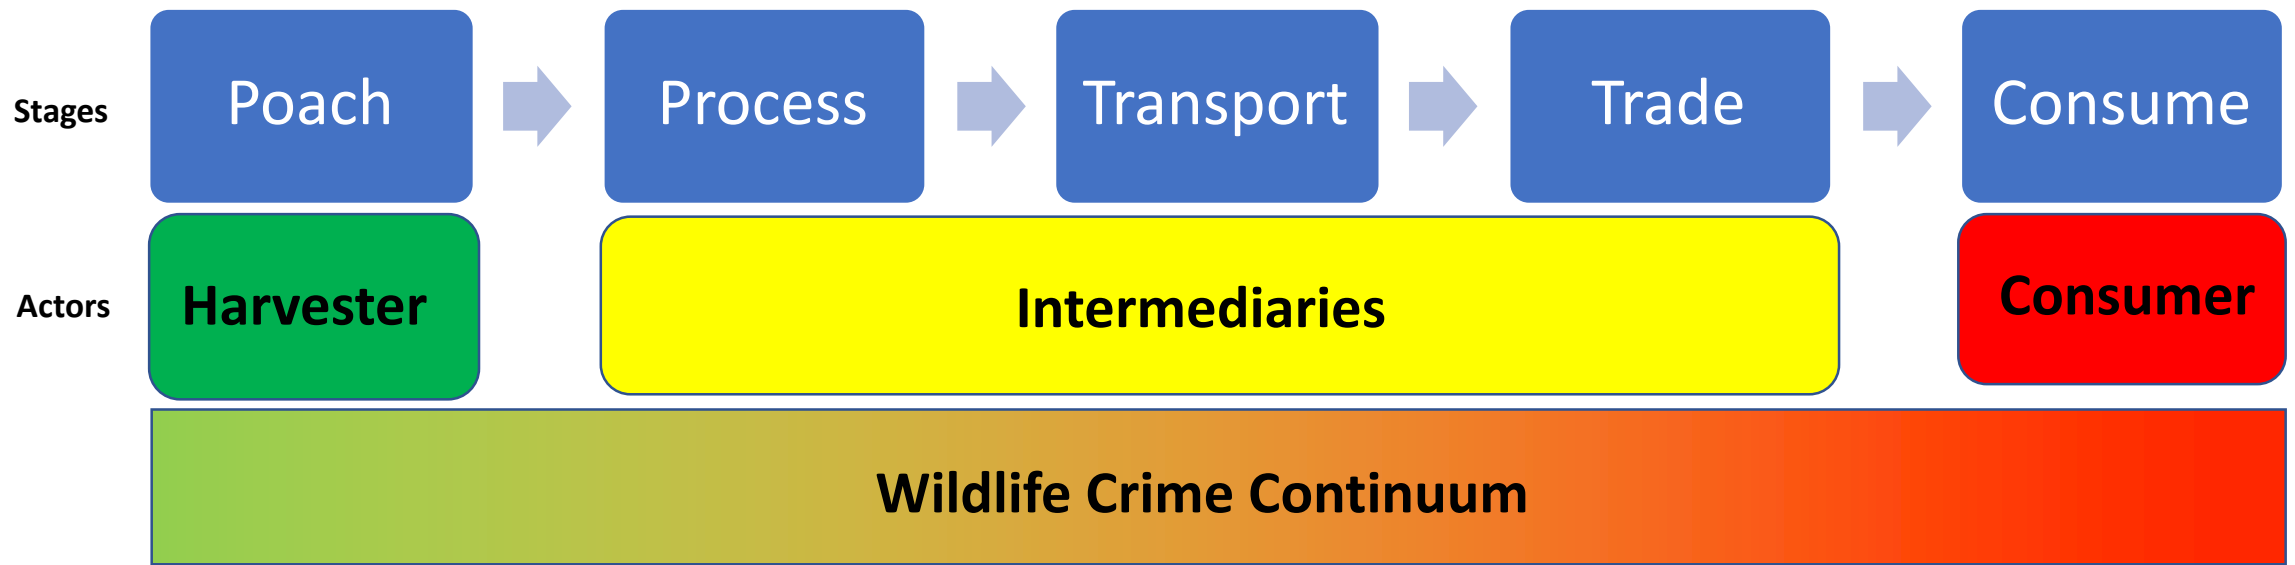 Stages
Poach
Process
Transport
Trade
Consume
Actors
Harvester
Intermediaries
Consumer
Wildlife Crime Continuum